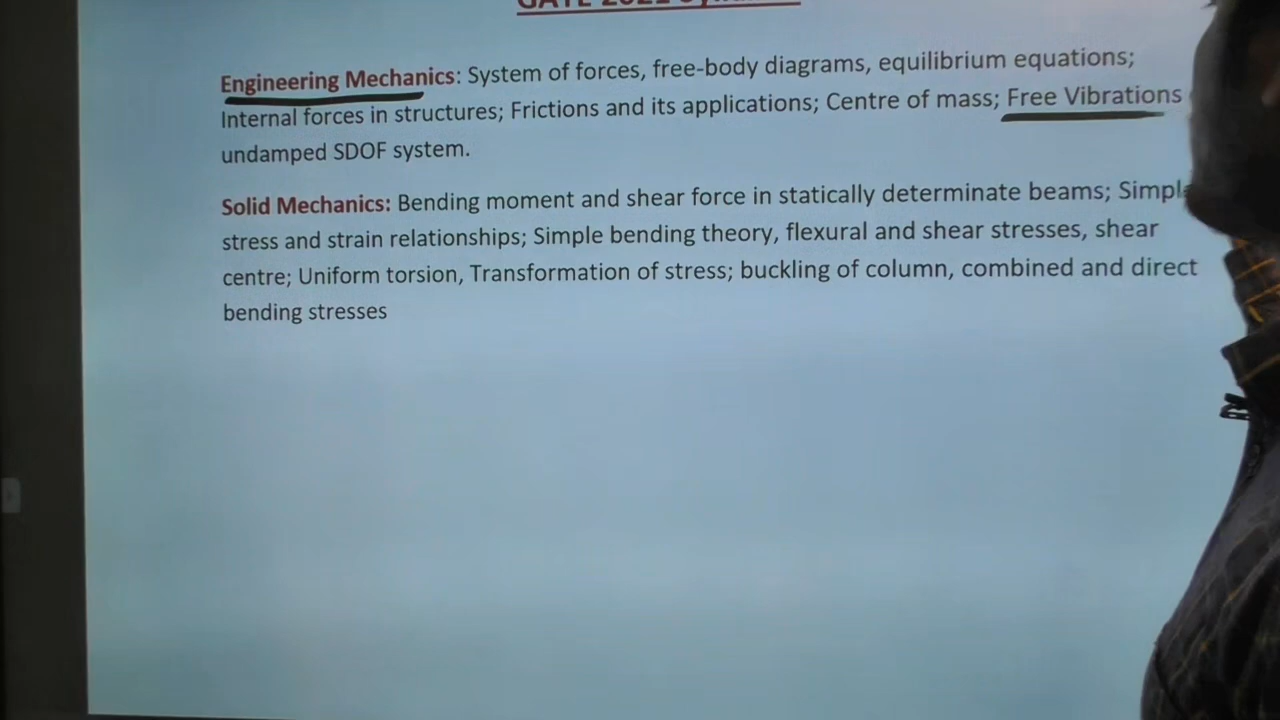 Engineering Mechanics: System of forces, free-body diagrams, equilibrium equations;
Internal forces in structures; Frictions and its applications; Centre of mass; Free Vibrations
undamped SDOF system.
Solid Mechanics: Bending moment and shear force in statically determinate beams; Simple
stress and strain relationships; Simple bending theory, flexural and shear stresses, shear
centre; Uniform torsion, Transformation of stress; buckling of column, combined and direct
bending stresses